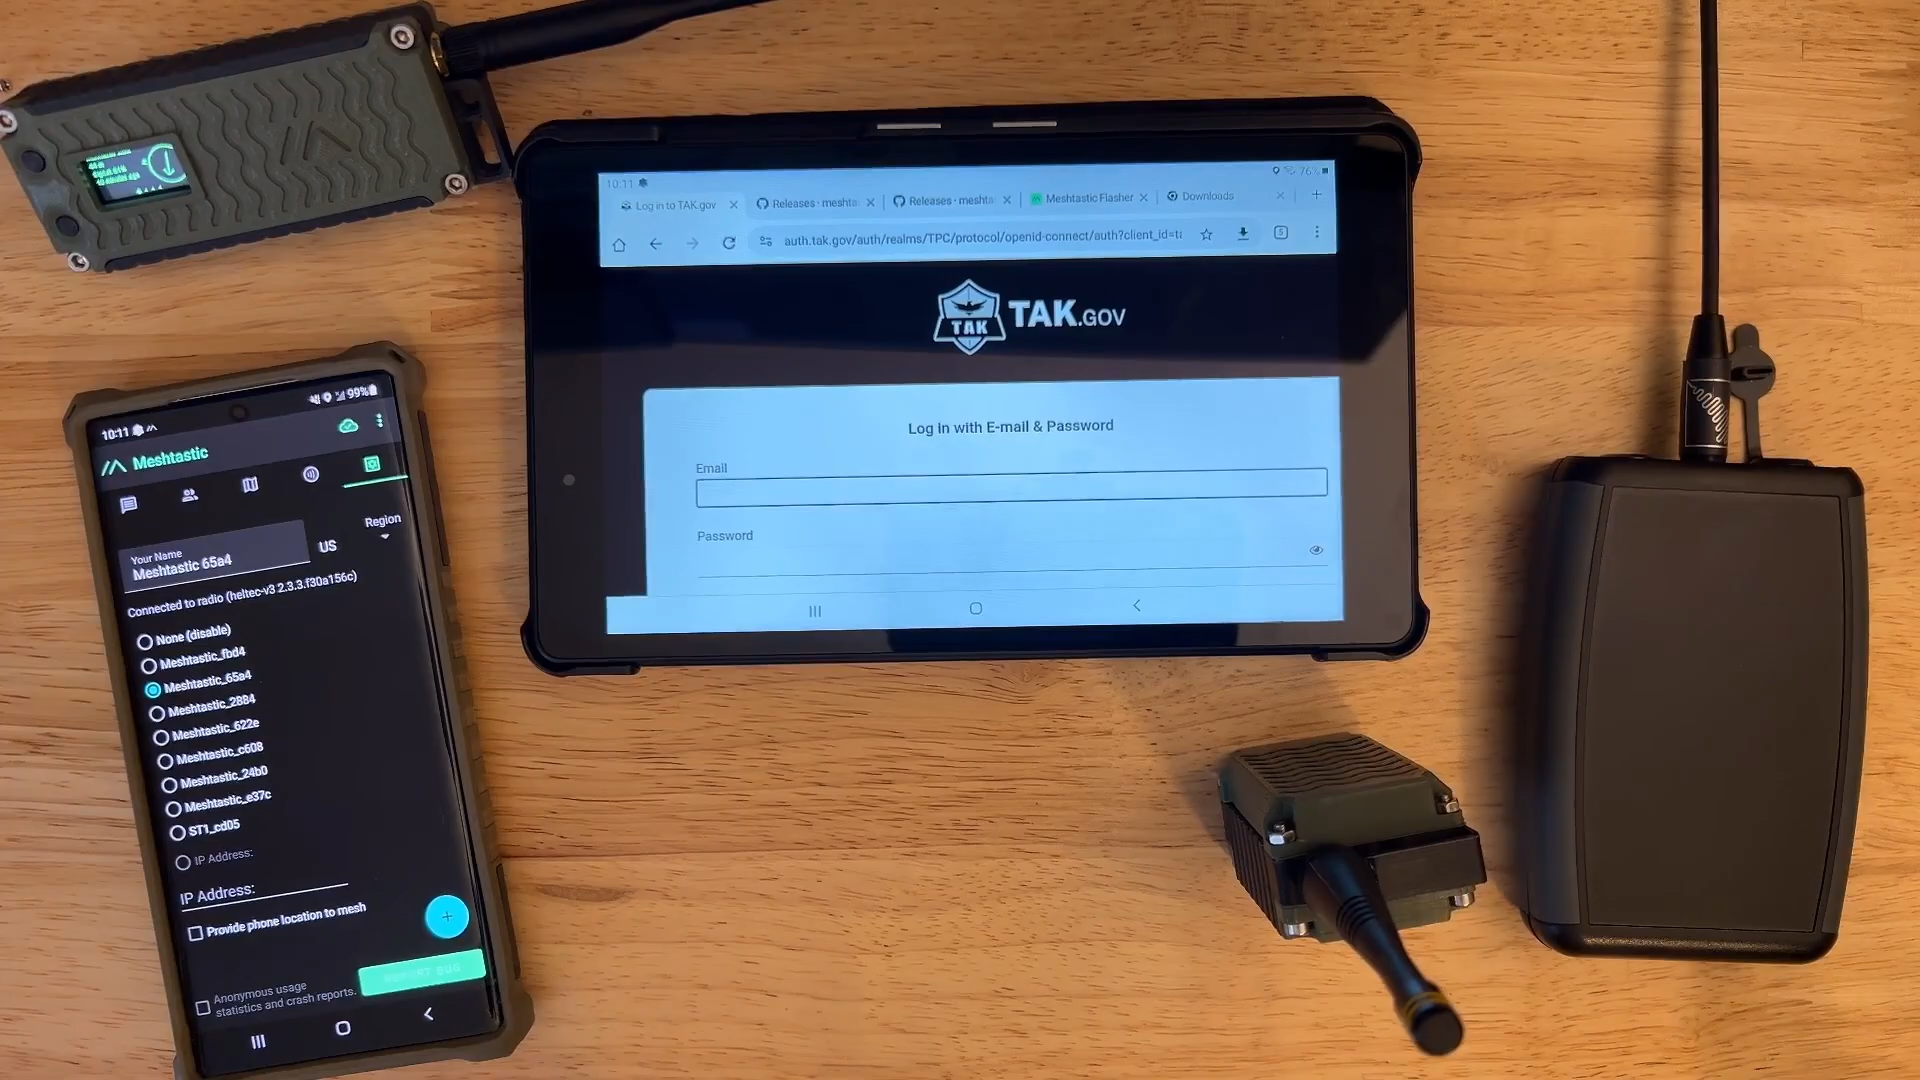 10:11
76%
Log in to TAK.gov
Releases · meshta
Releases · meshta
Meshtastic Flasher
Downloads
auth.tak.gov/auth/realms/TPC/protocol/openid-connect/auth?client_id=t
5
TAK
TAK.GOV
Log in with E-mail & Password
Email
Password
10:11
99%
Meshtastic
Your Name
Meshtastic 65a4
US
Region
Connected to radio (heltec-v3 2.3.3.f30a156c)
None (disable)
Meshtastic_fbd4
Meshtastic_65a4
Meshtastic_2884
Meshtastic_622e
Meshtastic_c608
Meshtastic_24b0
Meshtastic_e37c
ST1_cd05
IP Address:
IP Address:
Provide phone location to mesh
REPORT BUG
Anonymous usage
statistics and crash reports.